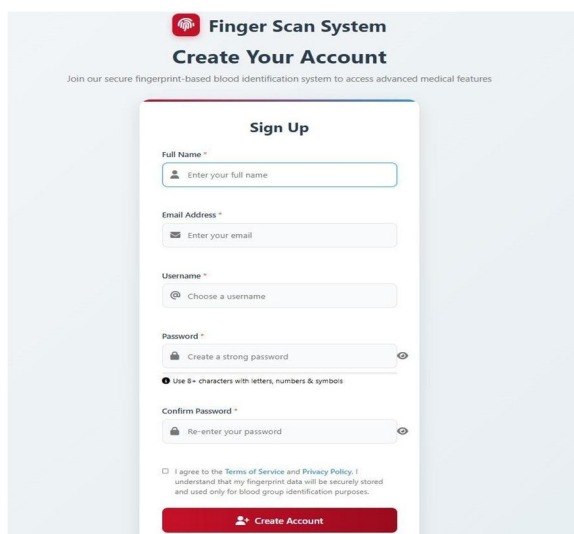 Finger Scan System
Create Your Account
Join our secure fingerprint-based blood identification system to access advanced medical features
Sign Up
Full Name *
Enter your full name
Email Address *
Enter your email
Username *
Choose a username
Password *
Create a strong password
Use 8+ characters with letters, numbers & symbols
Confirm Password *
Re-enter your password
I agree to the Terms of Service and Privacy Policy. I
understand that my fingerprint data will be securely stored
and used only for blood group identification purposes.
Create Account